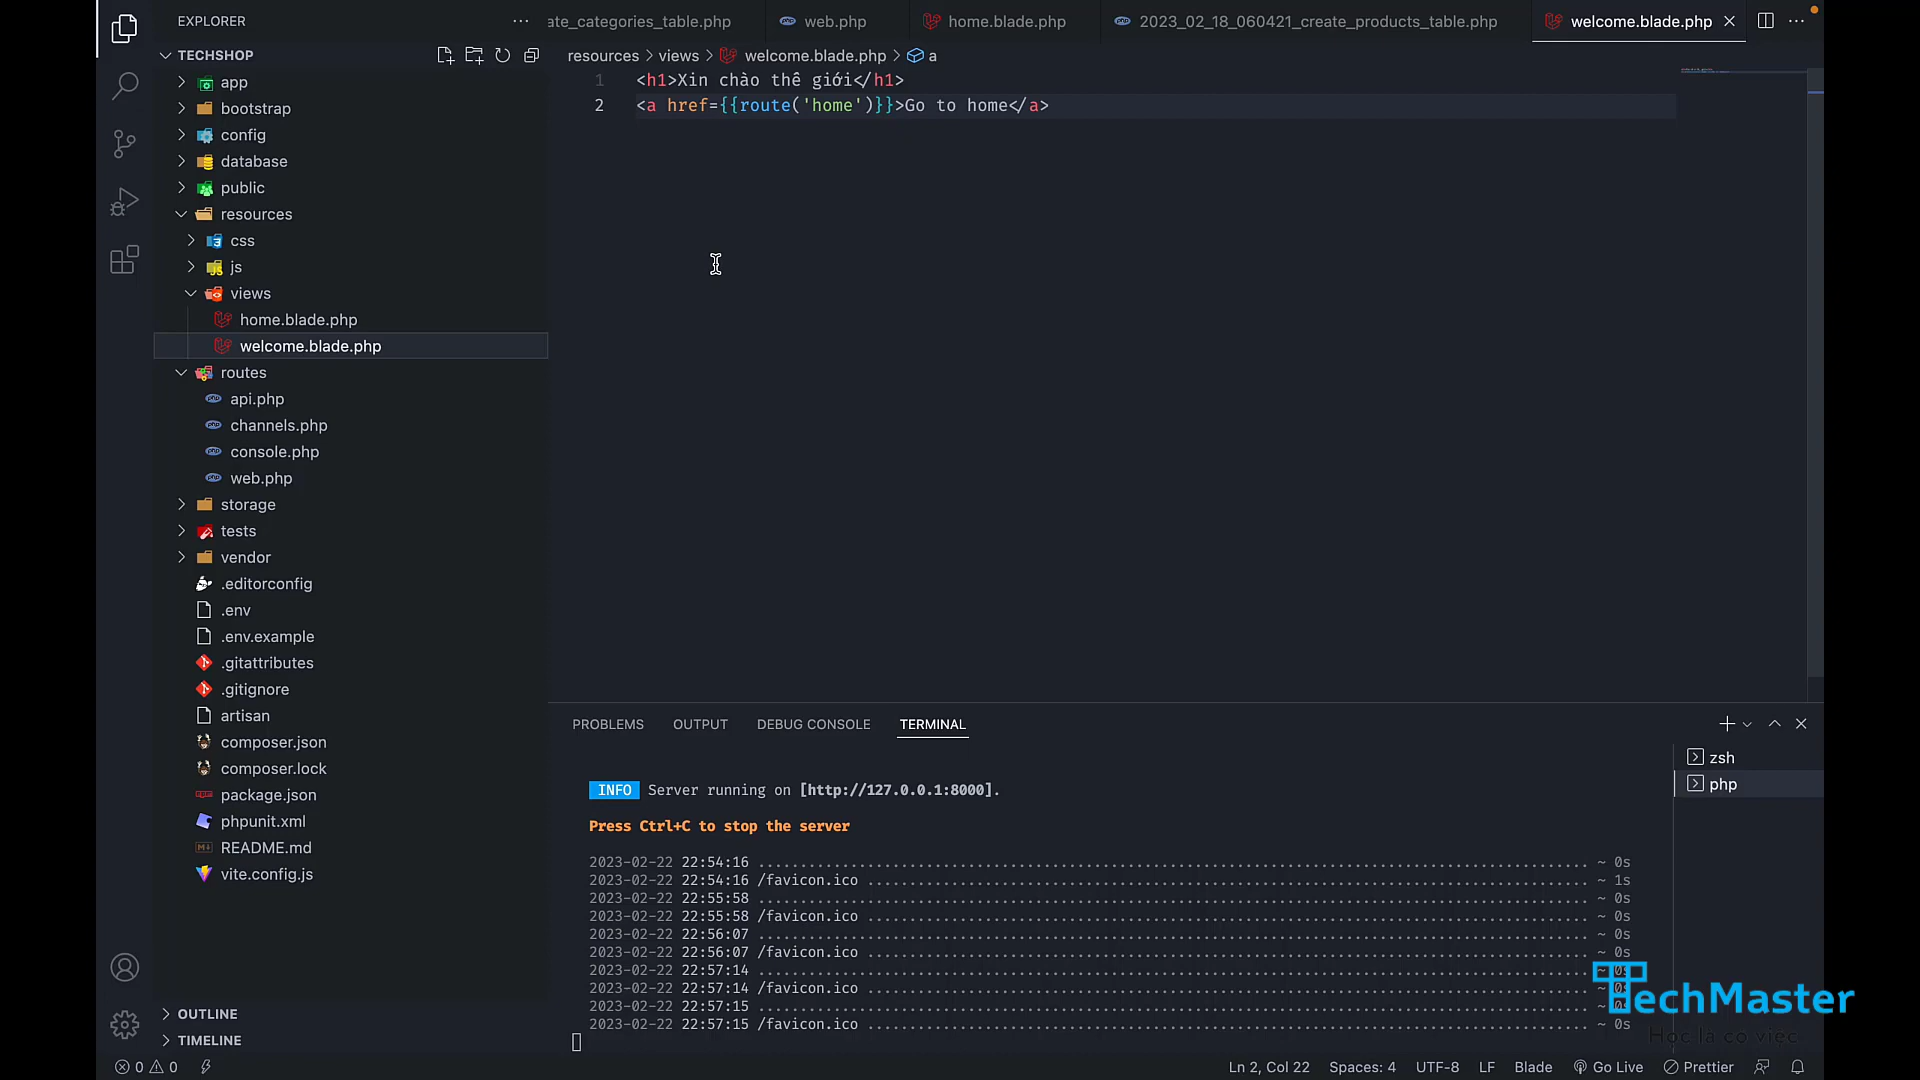 EXPLORER
ate_categories_table.php
web.php
home.blade.php
2023_02_18_060421_create_products_table.php
welcome.blade.php
TECHSHOP
resources > views > welcome.blade.php > a
app
bootstrap
config
database
public
resources
css
js
views
home.blade.php
welcome.blade.php
routes
api.php
channels.php
console.php
web.php
storage
tests
vendor
.editorconfig
.env
.env.example
.gitattributes
.gitignore
artisan
composer.json
composer.lock
package.json
phpunit.xml
README.md
vite.config.js
OUTLINE
TIMELINE
1 <h1>Xin chào thế giới</h1>
2 <a href={{route('home')}}>Go to home</a>
PROBLEMS OUTPUT DEBUG CONSOLE TERMINAL
zsh
php
INFO Server running on [http://127.0.0.1:8000].
Press Ctrl+C to stop the server
2023-02-22 22:54:16 ................................................................................ ~ 0s
2023-02-22 22:54:16 /favicon.ico ................................................................................ ~ 1s
2023-02-22 22:55:58 ................................................................................ ~ 0s
2023-02-22 22:55:58 /favicon.ico ................................................................................ ~ 0s
2023-02-22 22:56:07 ................................................................................ ~ 0s
2023-02-22 22:56:07 /favicon.ico ................................................................................ ~ 0s
2023-02-22 22:57:14 ................................................................................ ~ 0s
2023-02-22 22:57:14 /favicon.ico ................................................................................ ~ 0s
2023-02-22 22:57:15 ................................................................................ ~ 0s
2023-02-22 22:57:15 /favicon.ico ................................................................................ ~ 0s
TechMaster
Học là có việc
0 0
Ln 2, Col 22 Spaces: 4 UTF-8 LF Blade Go Live Prettier